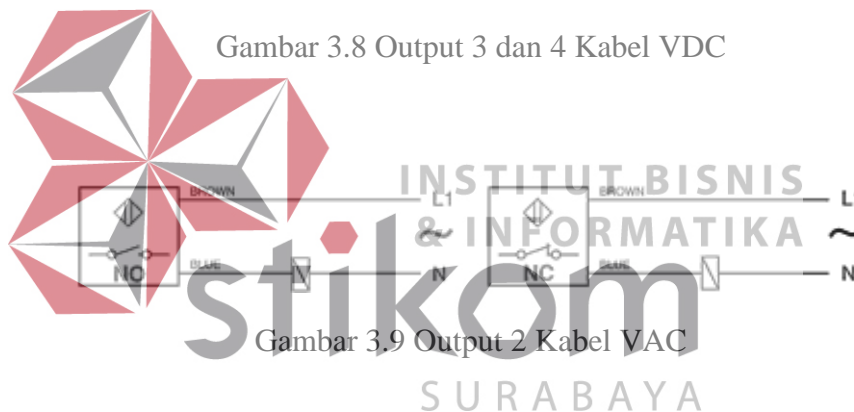 Gambar 3.8 Output 3 dan 4 Kabel VDC
INSTITUT BISNIS
BROWN L1 BROWN L
& INFORMATIKA
~ ~
NO BLUE N NC BLUE N
stikom
Gambar 3.9 Output 2 Kabel VAC
SURABAYA